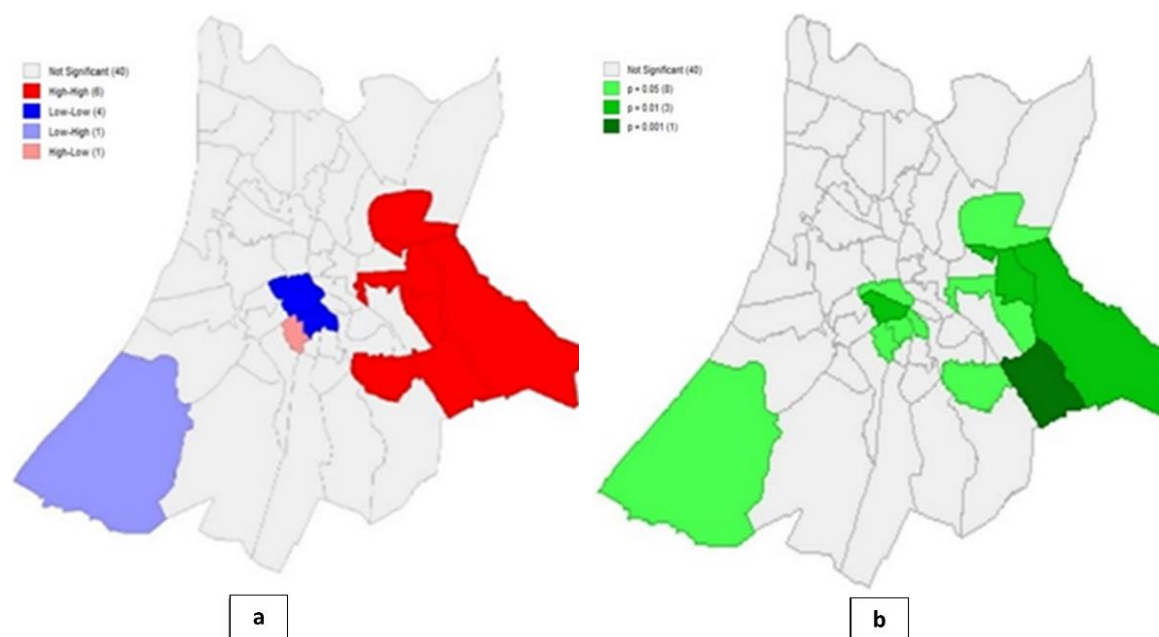 Not Significant (40)
High-High (6)
Low-Low (4)
Low-High (1)
High-Low (1)
a
Not Significant (40)
p = 0.05 (8)
p = 0.01 (3)
p = 0.001 (1)
b